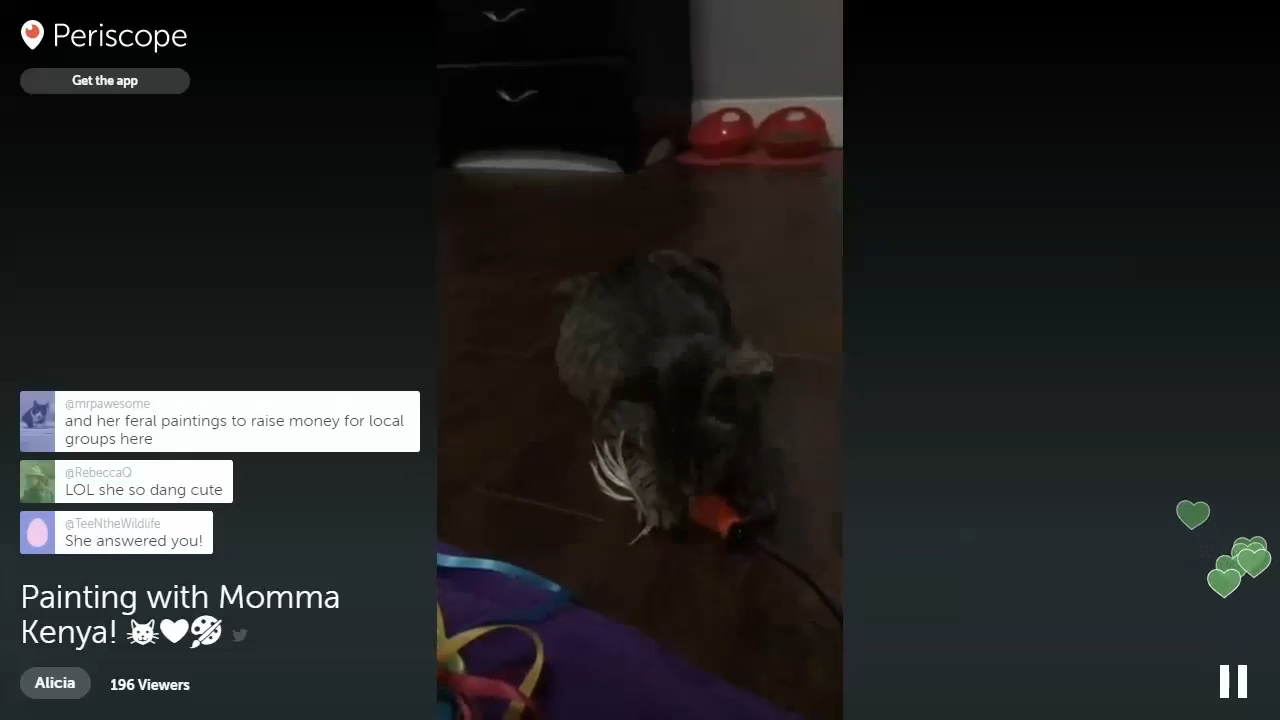 Periscope
Get the app
@mrpawesome
and her feral paintings to raise money for local
groups here
@RebeccaQ
LOL she so dang cute
@TeeNtheWildlife
She answered you!
Painting with Momma
Kenya! 🐱❤🎨
Alicia
196 Viewers